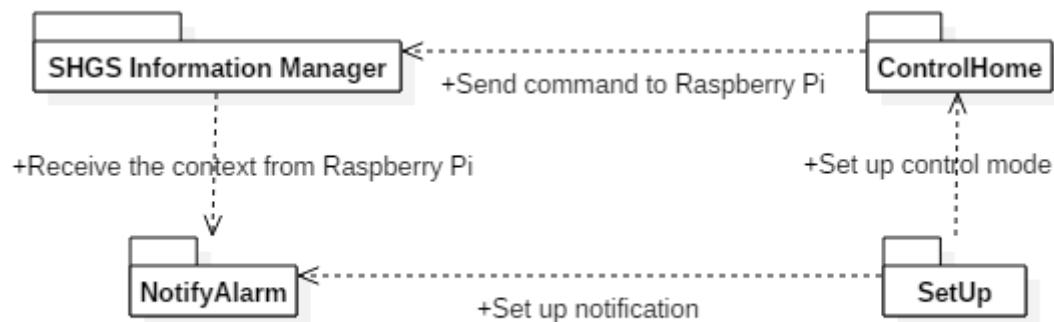 SHGS Information Manager
ControlHome
+Send command to Raspberry Pi
+Receive the context from Raspberry Pi
+Set up control mode
NotifyAlarm
SetUp
+Set up notification